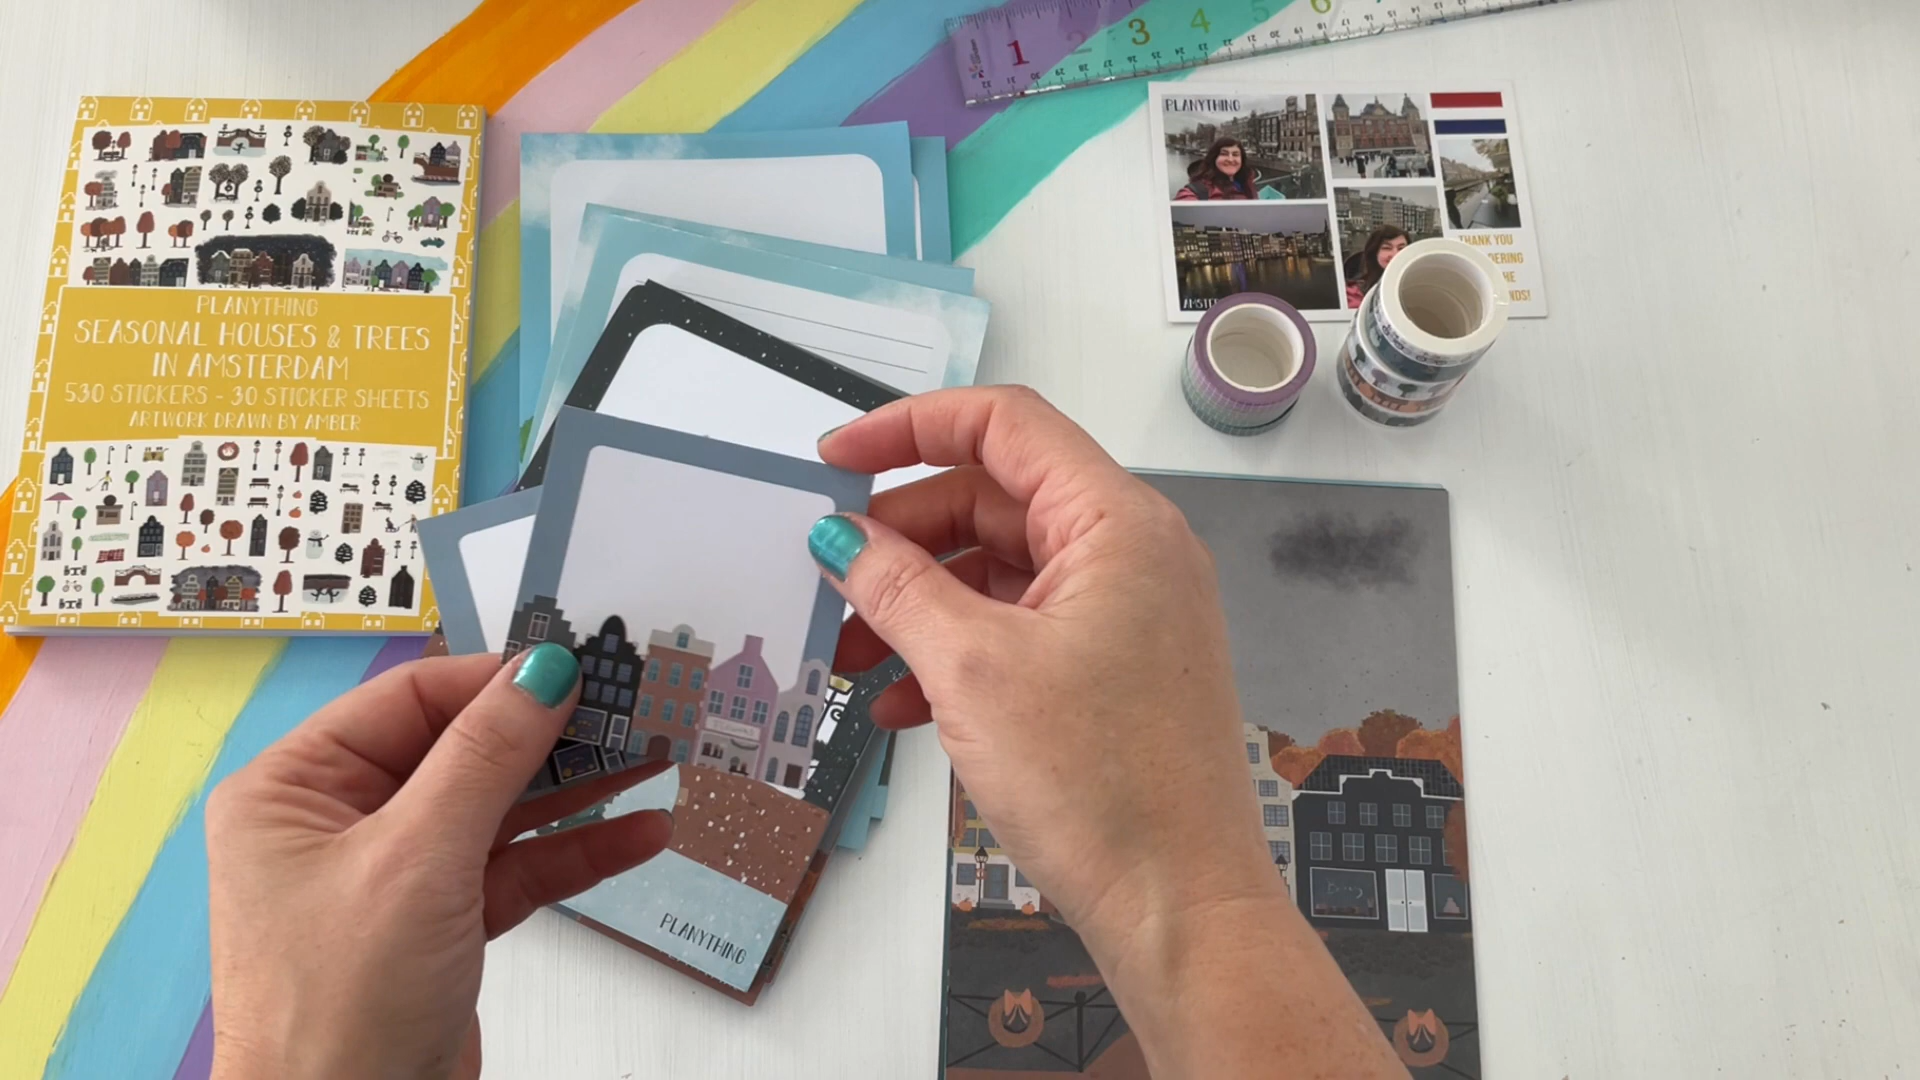 PLANYTHING
SEASONAL HOUSES & TREES
IN AMSTERDAM
530 STICKERS - 30 STICKER SHEETS
ARTWORK DRAWN BY AMBER
PLANYTHING
THANK YOU
PLANYTHING
1 2 3 4 5 6